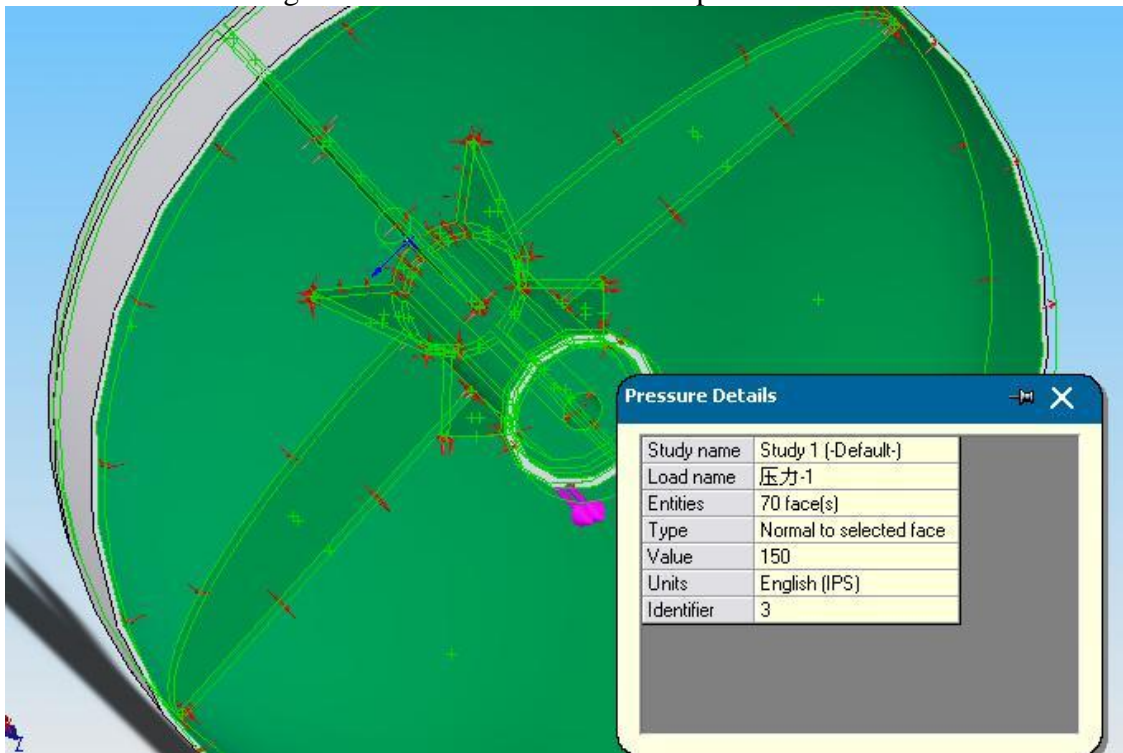 Pressure Details
Study name Study 1 (-Default-)
Load name 压力-1
Entities 70 face(s)
Type Normal to selected face
Value 150
Units English (IPS)
Identifier 3
Z